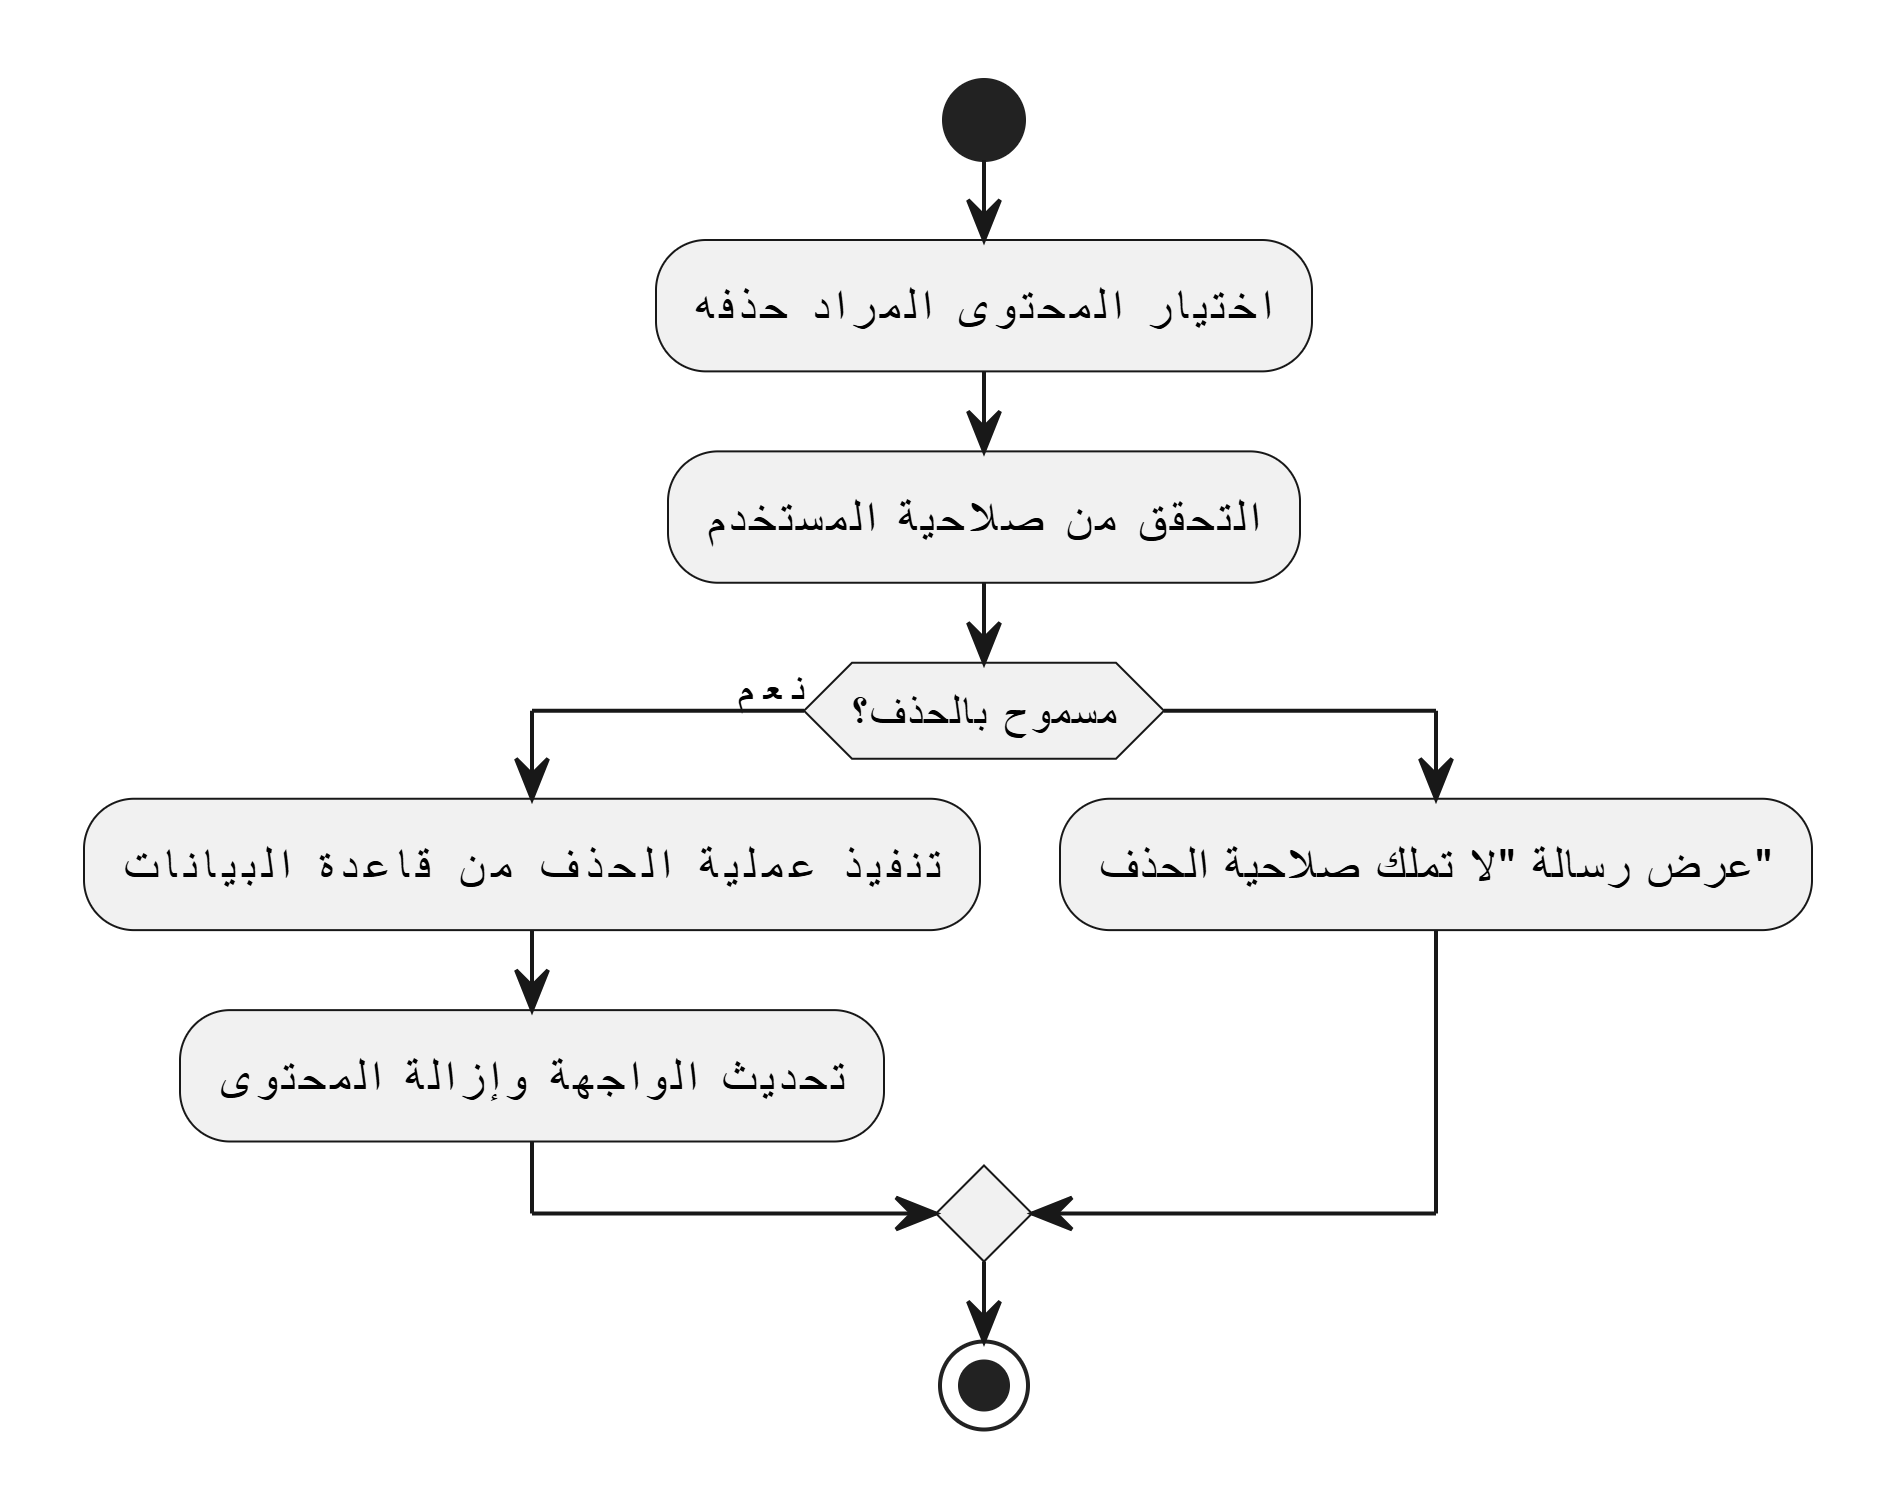 اختيار المحتوى المراد حذفه
التحقق من صلاحية المستخدم
مسموح بالحذف؟
نعم
تنفيذ عملية الحذف من قاعدة البيانات
"عرض رسالة "لا تملك صلاحية الحذف
تحديث الواجهة وإزالة المحتوى